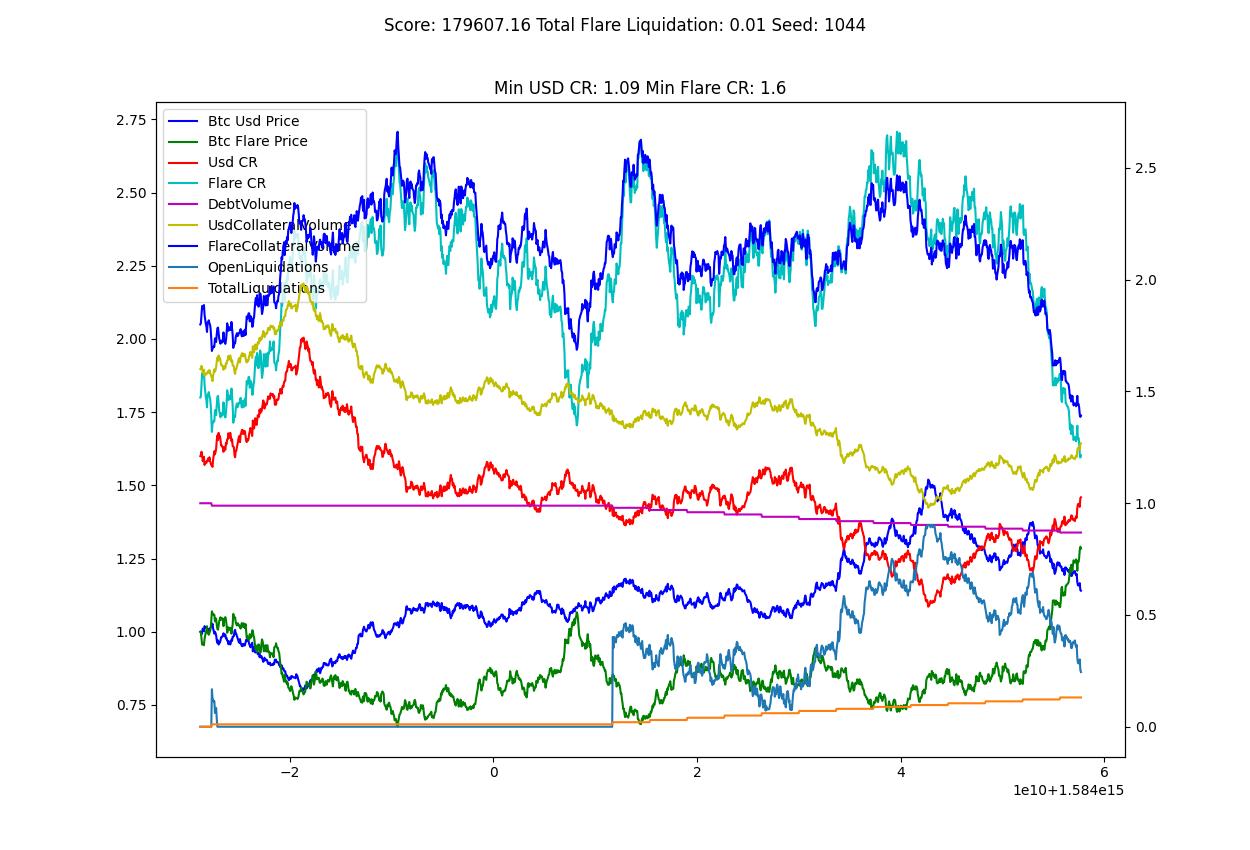 Score: 179607.16 Total Flare Liquidation: 0.01 Seed: 1044
Min USD CR: 1.09 Min Flare CR: 1.6
Btc Usd Price
Btc Flare Price
Usd CR
Flare CR
DebtVolume
UsdCollateralVolume
FlareCollateralVolume
OpenLiquidations
TotalLiquidations
2.75
2.50
2.25
2.00
1.75
1.50
1.25
1.00
0.75
2.5
2.0
1.5
1.0
0.5
0.0
−2 0 2 4 6
1e10+1.584e15